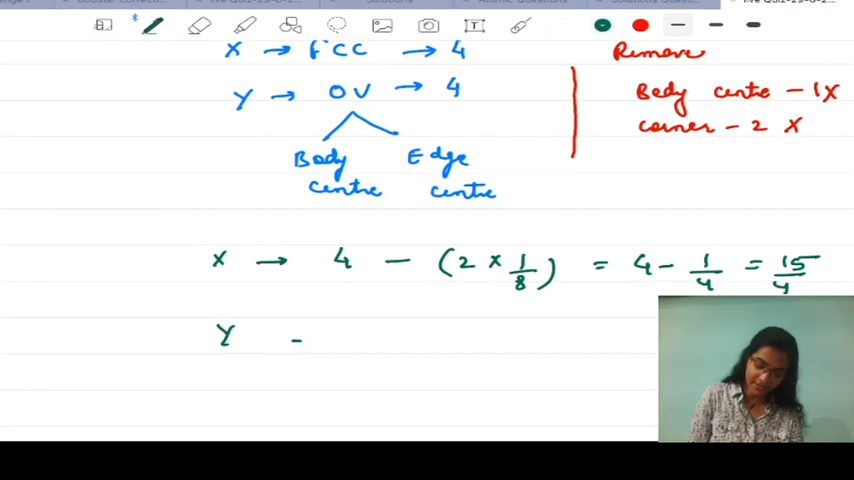 Solutions
X → FCC → 4
Remove
Y → OV → 4
Body centre - 1X
corner - 2 X
Body centre
Edge centre
X → 4 - (2 × 1/8) = 4 - 1/4 = 15/4
Y -